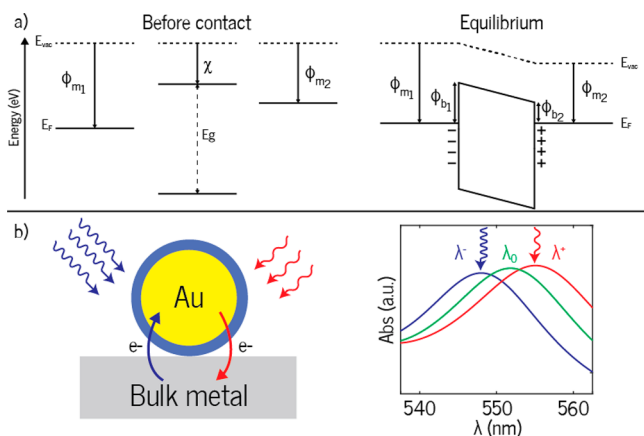 a)
Before contact
Equilibrium
Energy (eV)
Evac
ϕm1
EF
χ
Eg
ϕm2
Evac
ϕm1
ϕb1
ϕb2
ϕm2
EF
− +
− +
− +
− +
b)
Au
e- e-
Bulk metal
λ- λ0 λ+
Abs (a.u.)
540 550 560
λ (nm)